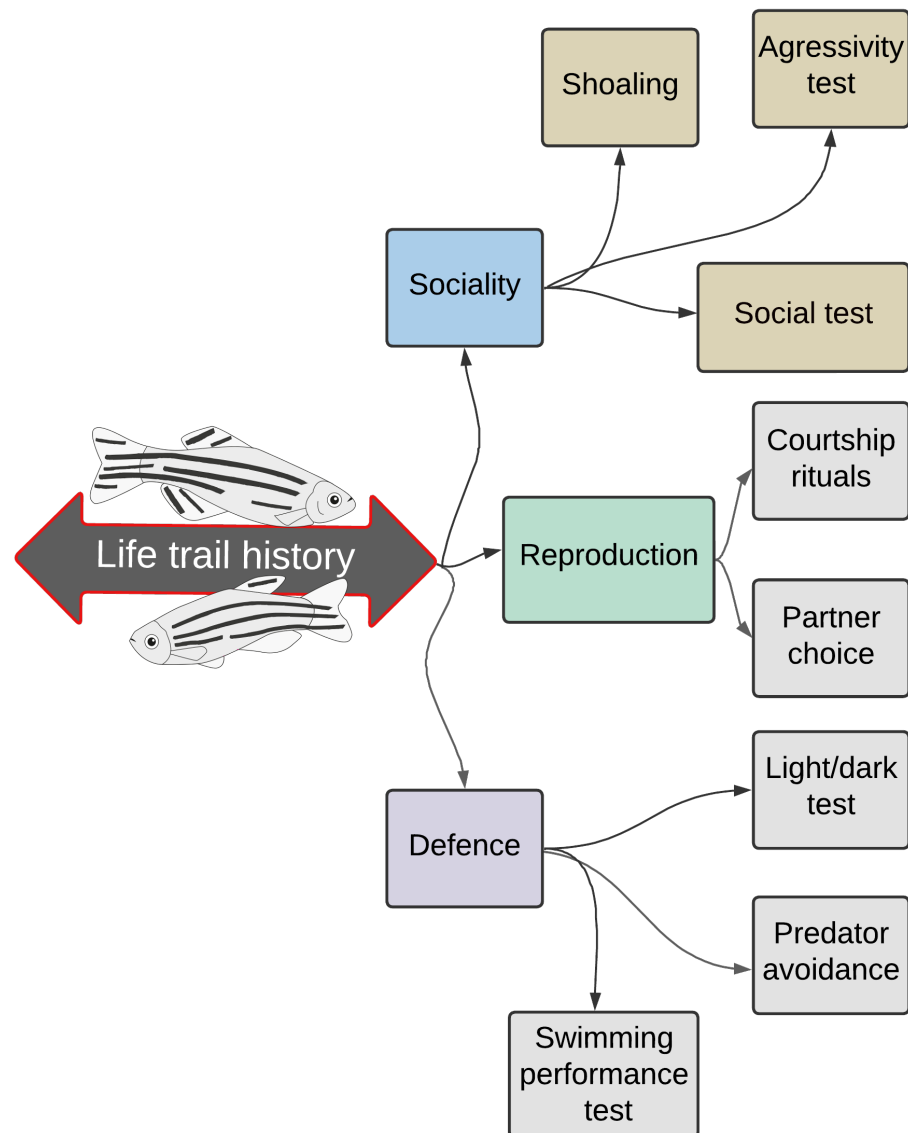 Shoaling
Agressivity
test
Sociality
Social test
Courtship
rituals
Life trail history
Reproduction
Partner
choice
Light/dark
test
Defence
Predator
avoidance
Swimming
performance
test